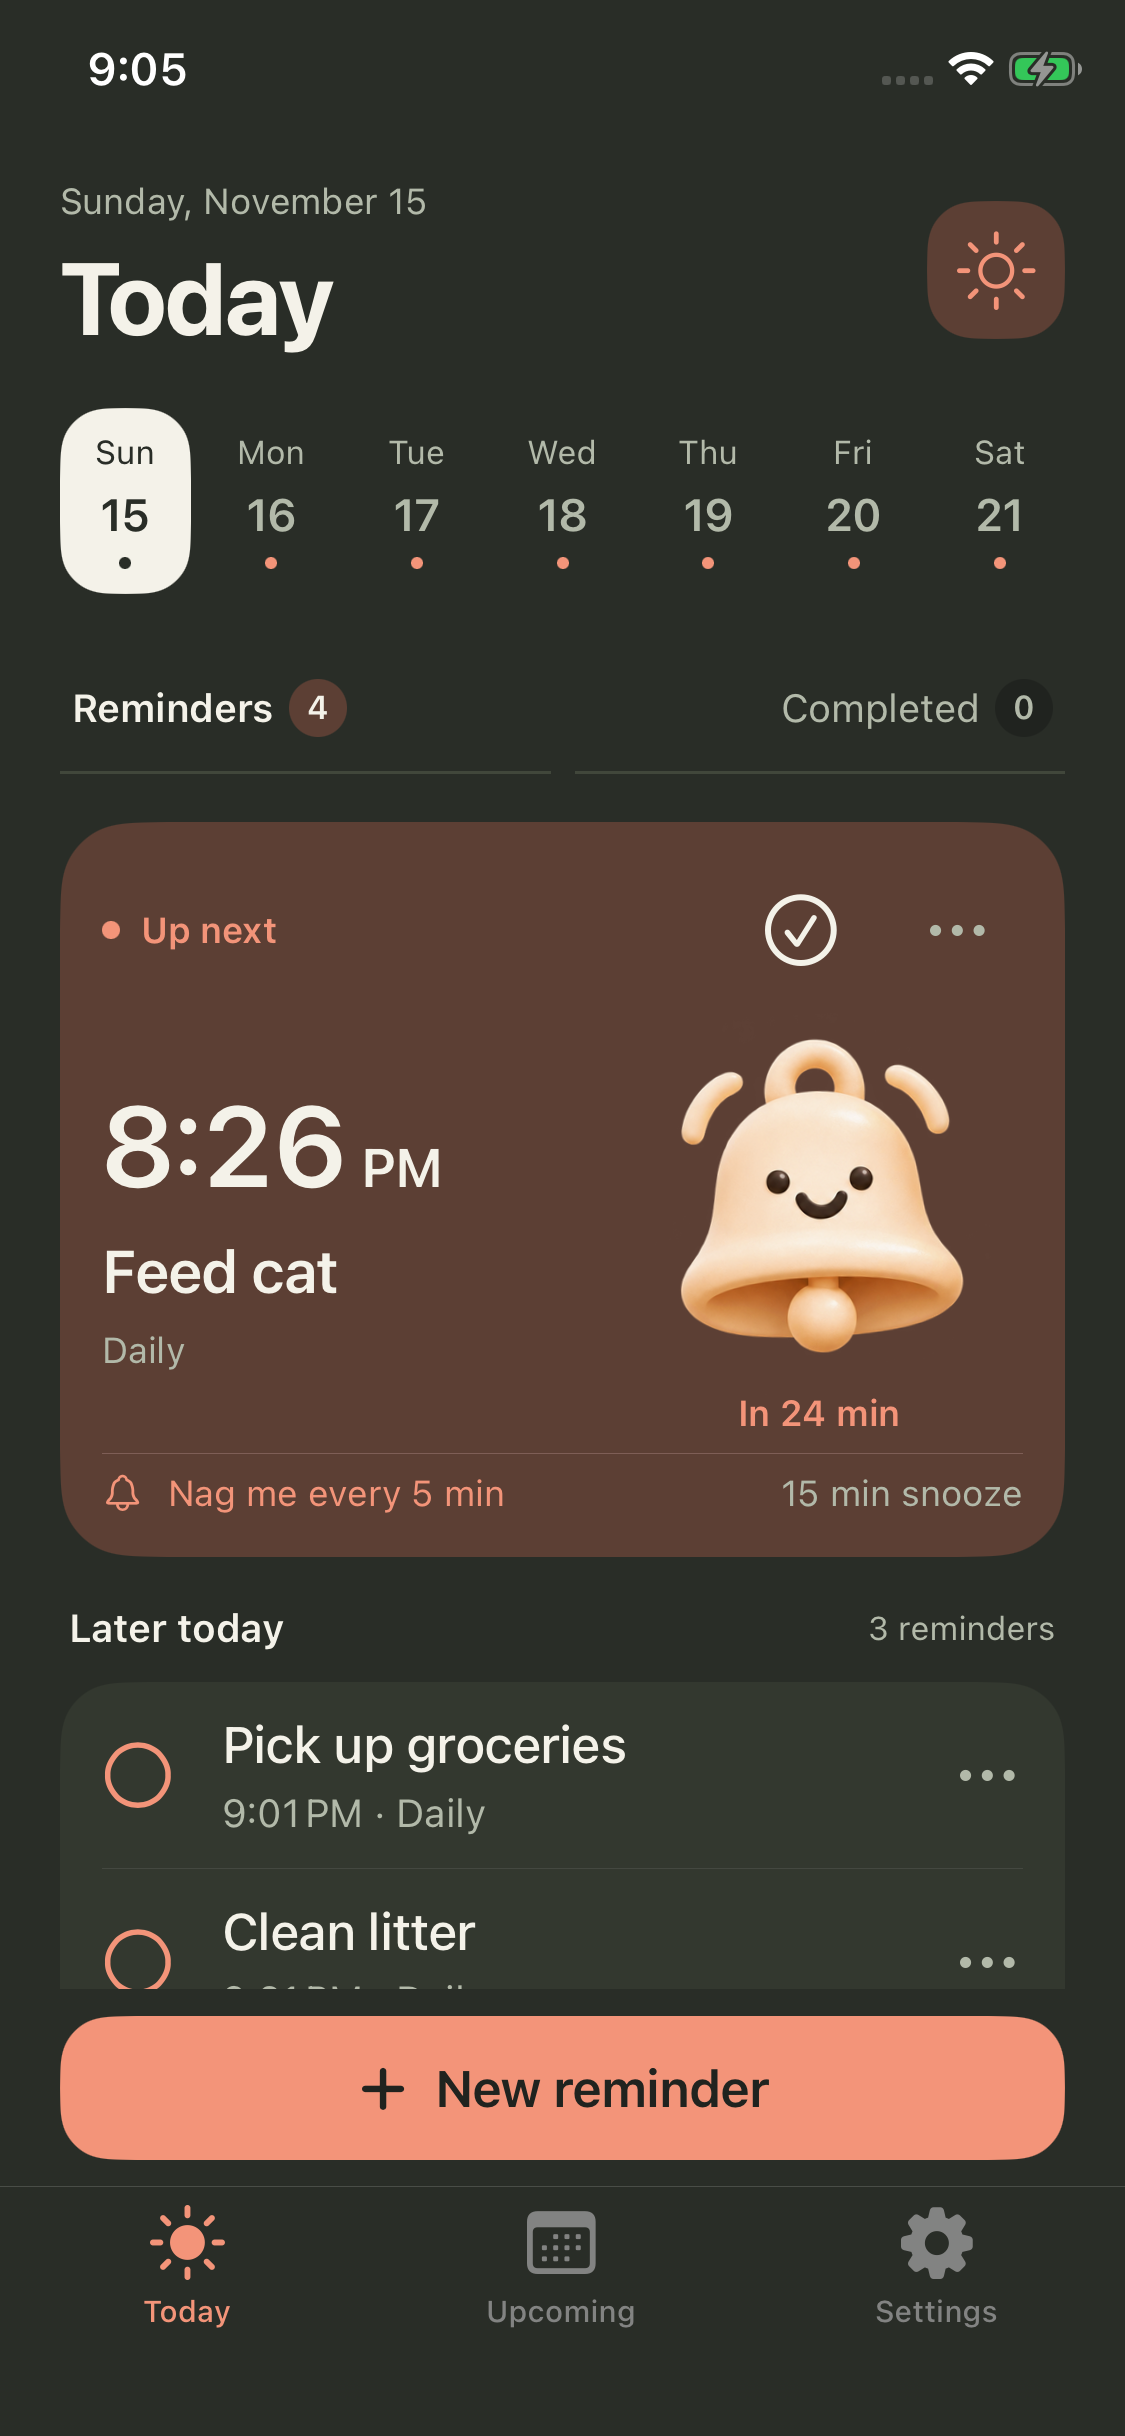 9:05
Sunday, November 15
Today
Sun Mon Tue Wed Thu Fri Sat
15 16 17 18 19 20 21
Reminders 4 Completed 0
Up next
8:26 PM
Feed cat
Daily
In 24 min
Nag me every 5 min 15 min snooze
Later today 3 reminders
Pick up groceries
9:01 PM · Daily
Clean litter
New reminder
Today Upcoming Settings